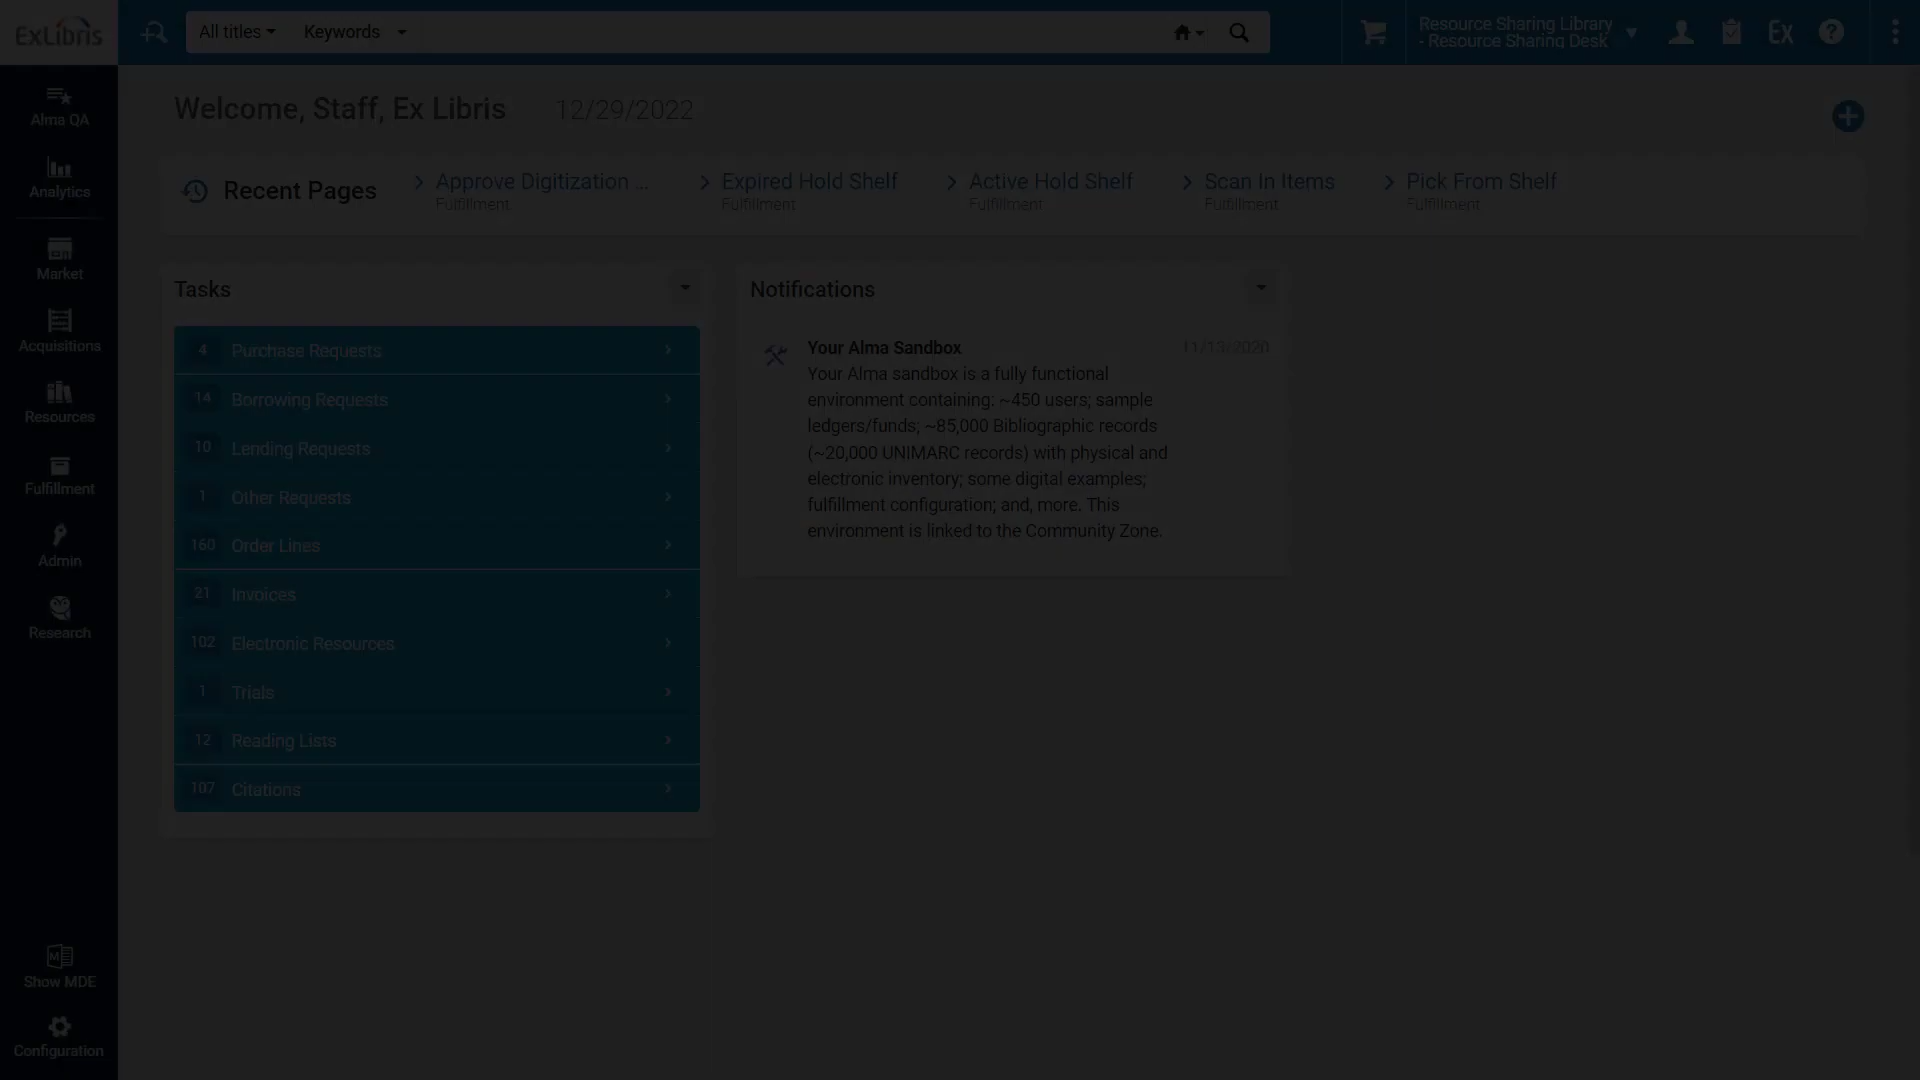 ExLibris
All titles
Keywords
Resource Sharing Library
- Resource Sharing Desk
Ex
?
Alma QA
Analytics
Market
Acquisitions
Resources
Fulfillment
Admin
Research
Show MDE
Configuration
Welcome, Staff, Ex Libris
12/29/2022
Recent Pages
Approve Digitization ...
Fulfillment
Expired Hold Shelf
Fulfillment
Active Hold Shelf
Fulfillment
Scan In Items
Fulfillment
Pick From Shelf
Fulfillment
Tasks
4 Purchase Requests
14 Borrowing Requests
10 Lending Requests
1 Other Requests
160 Order Lines
21 Invoices
102 Electronic Resources
1 Trials
12 Reading Lists
107 Citations
Notifications
Your Alma Sandbox
11/13/2020
Your Alma sandbox is a fully functional
environment containing: ~450 users; sample
ledgers/funds; ~85,000 Bibliographic records
(~20,000 UNIMARC records) with physical and
electronic inventory; some digital examples;
fulfillment configuration; and, more. This
environment is linked to the Community Zone.